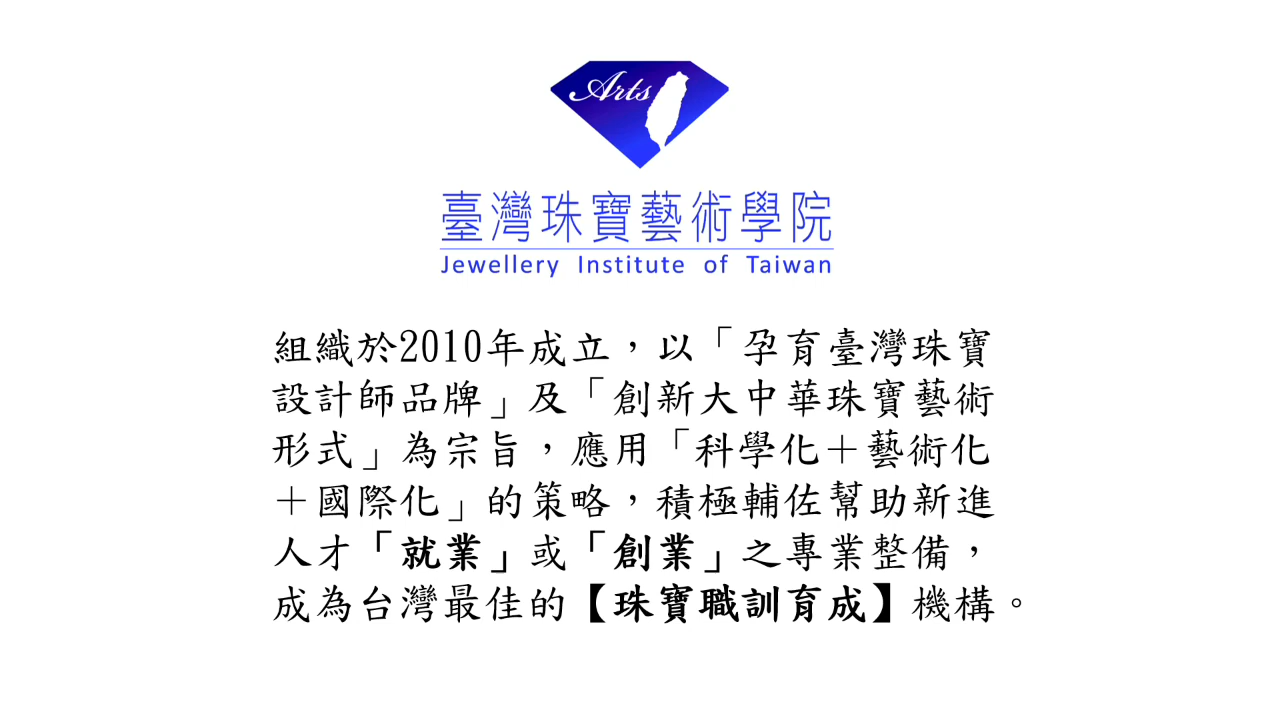 Arts
臺灣珠寶藝術學院
Jewellery Institute of Taiwan
組織於2010年成立，以「孕育臺灣珠寶
設計師品牌」及「創新大中華珠寶藝術
形式」為宗旨，應用「科學化＋藝術化
＋國際化」的策略，積極輔佐幫助新進
人才「就業」或「創業」之專業整備，
成為台灣最佳的【珠寶職訓育成】機構。